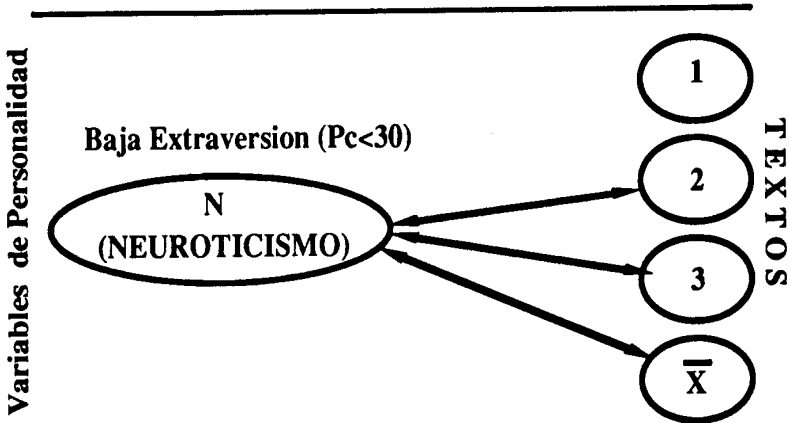 Variables de Personalidad
Baja Extraversion (Pc<30)
N
(NEUROTICISMO)
1
2
3
X̅
TEXTOS